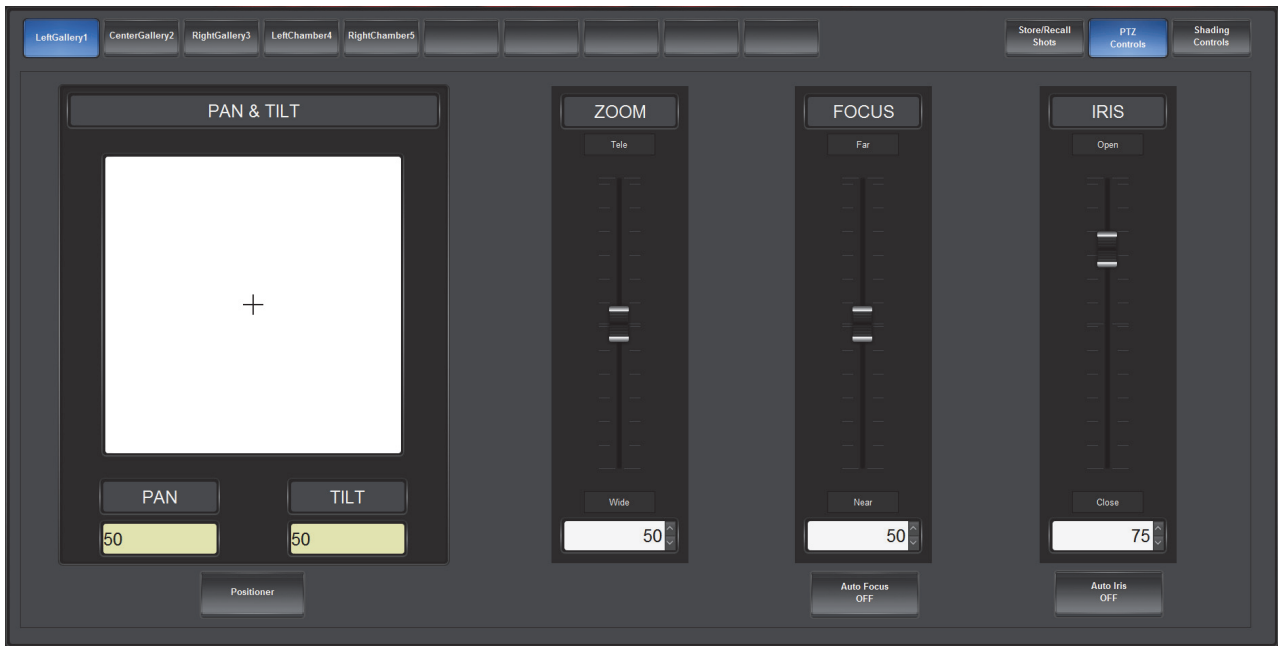 LeftGallery1
CenterGallery2
RightGallery3
LeftChamber4
RightChamber5
Store/Recall
Shots
PTZ
Controls
Shading
Controls
PAN & TILT
ZOOM
FOCUS
IRIS
Tele
Far
Open
PAN
TILT
Wide
Near
Close
50
50
50
50
75
Positioner
Auto Focus
OFF
Auto Iris
OFF